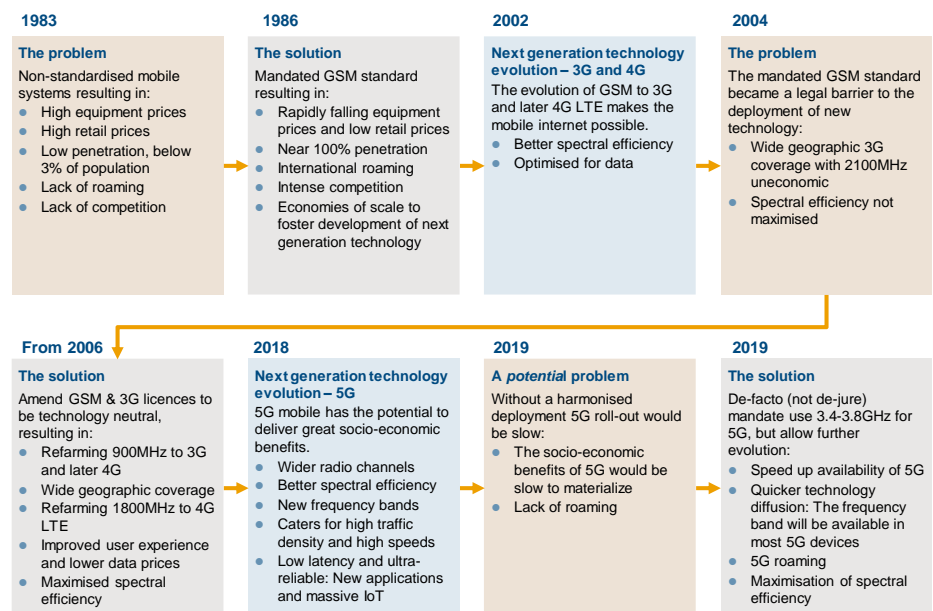 1983
The problem
Non-standardised mobile
systems resulting in:
High equipment prices
High retail prices
Low penetration, below
3% of population
Lack of roaming
Lack of competition
1986
The solution
Mandated GSM standard
resulting in:
Rapidly falling equipment
prices and low retail prices
Near 100% penetration
International roaming
Intense competition
Economies of scale to
foster development of next
generation technology
2002
Next generation technology
evolution – 3G and 4G
The evolution of GSM to 3G
and later 4G LTE makes the
mobile internet possible.
Better spectral efficiency
Optimised for data
2004
The problem
The mandated GSM standard
became a legal barrier to the
deployment of new
technology:
Wide geographic 3G
coverage with 2100MHz
uneconomic
Spectral efficiency not
maximised
From 2006
The solution
Amend GSM & 3G licences to
be technology neutral,
resulting in:
Refarming 900MHz to 3G
and later 4G
Wide geographic coverage
Refarming 1800MHz to 4G
LTE
Improved user experience
and lower data prices
Maximised spectral
efficiency
2018
Next generation technology
evolution – 5G
5G mobile has the potential to
deliver great socio-economic
benefits.
Wider radio channels
Better spectral efficiency
New frequency bands
Caters for high traffic
density and high speeds
Low latency and ultra-
reliable: New applications
and massive IoT
2019
A potential problem
Without a harmonised
deployment 5G roll-out would
be slow:
The socio-economic
benefits of 5G would be
slow to materialize
Lack of roaming
2019
The solution
De-facto (not de-jure)
mandate use 3.4-3.8GHz for
5G, but allow further
evolution:
Speed up availability of 5G
Quicker technology
diffusion: The frequency
band will be available in
most 5G devices
5G roaming
Maximisation of spectral
efficiency